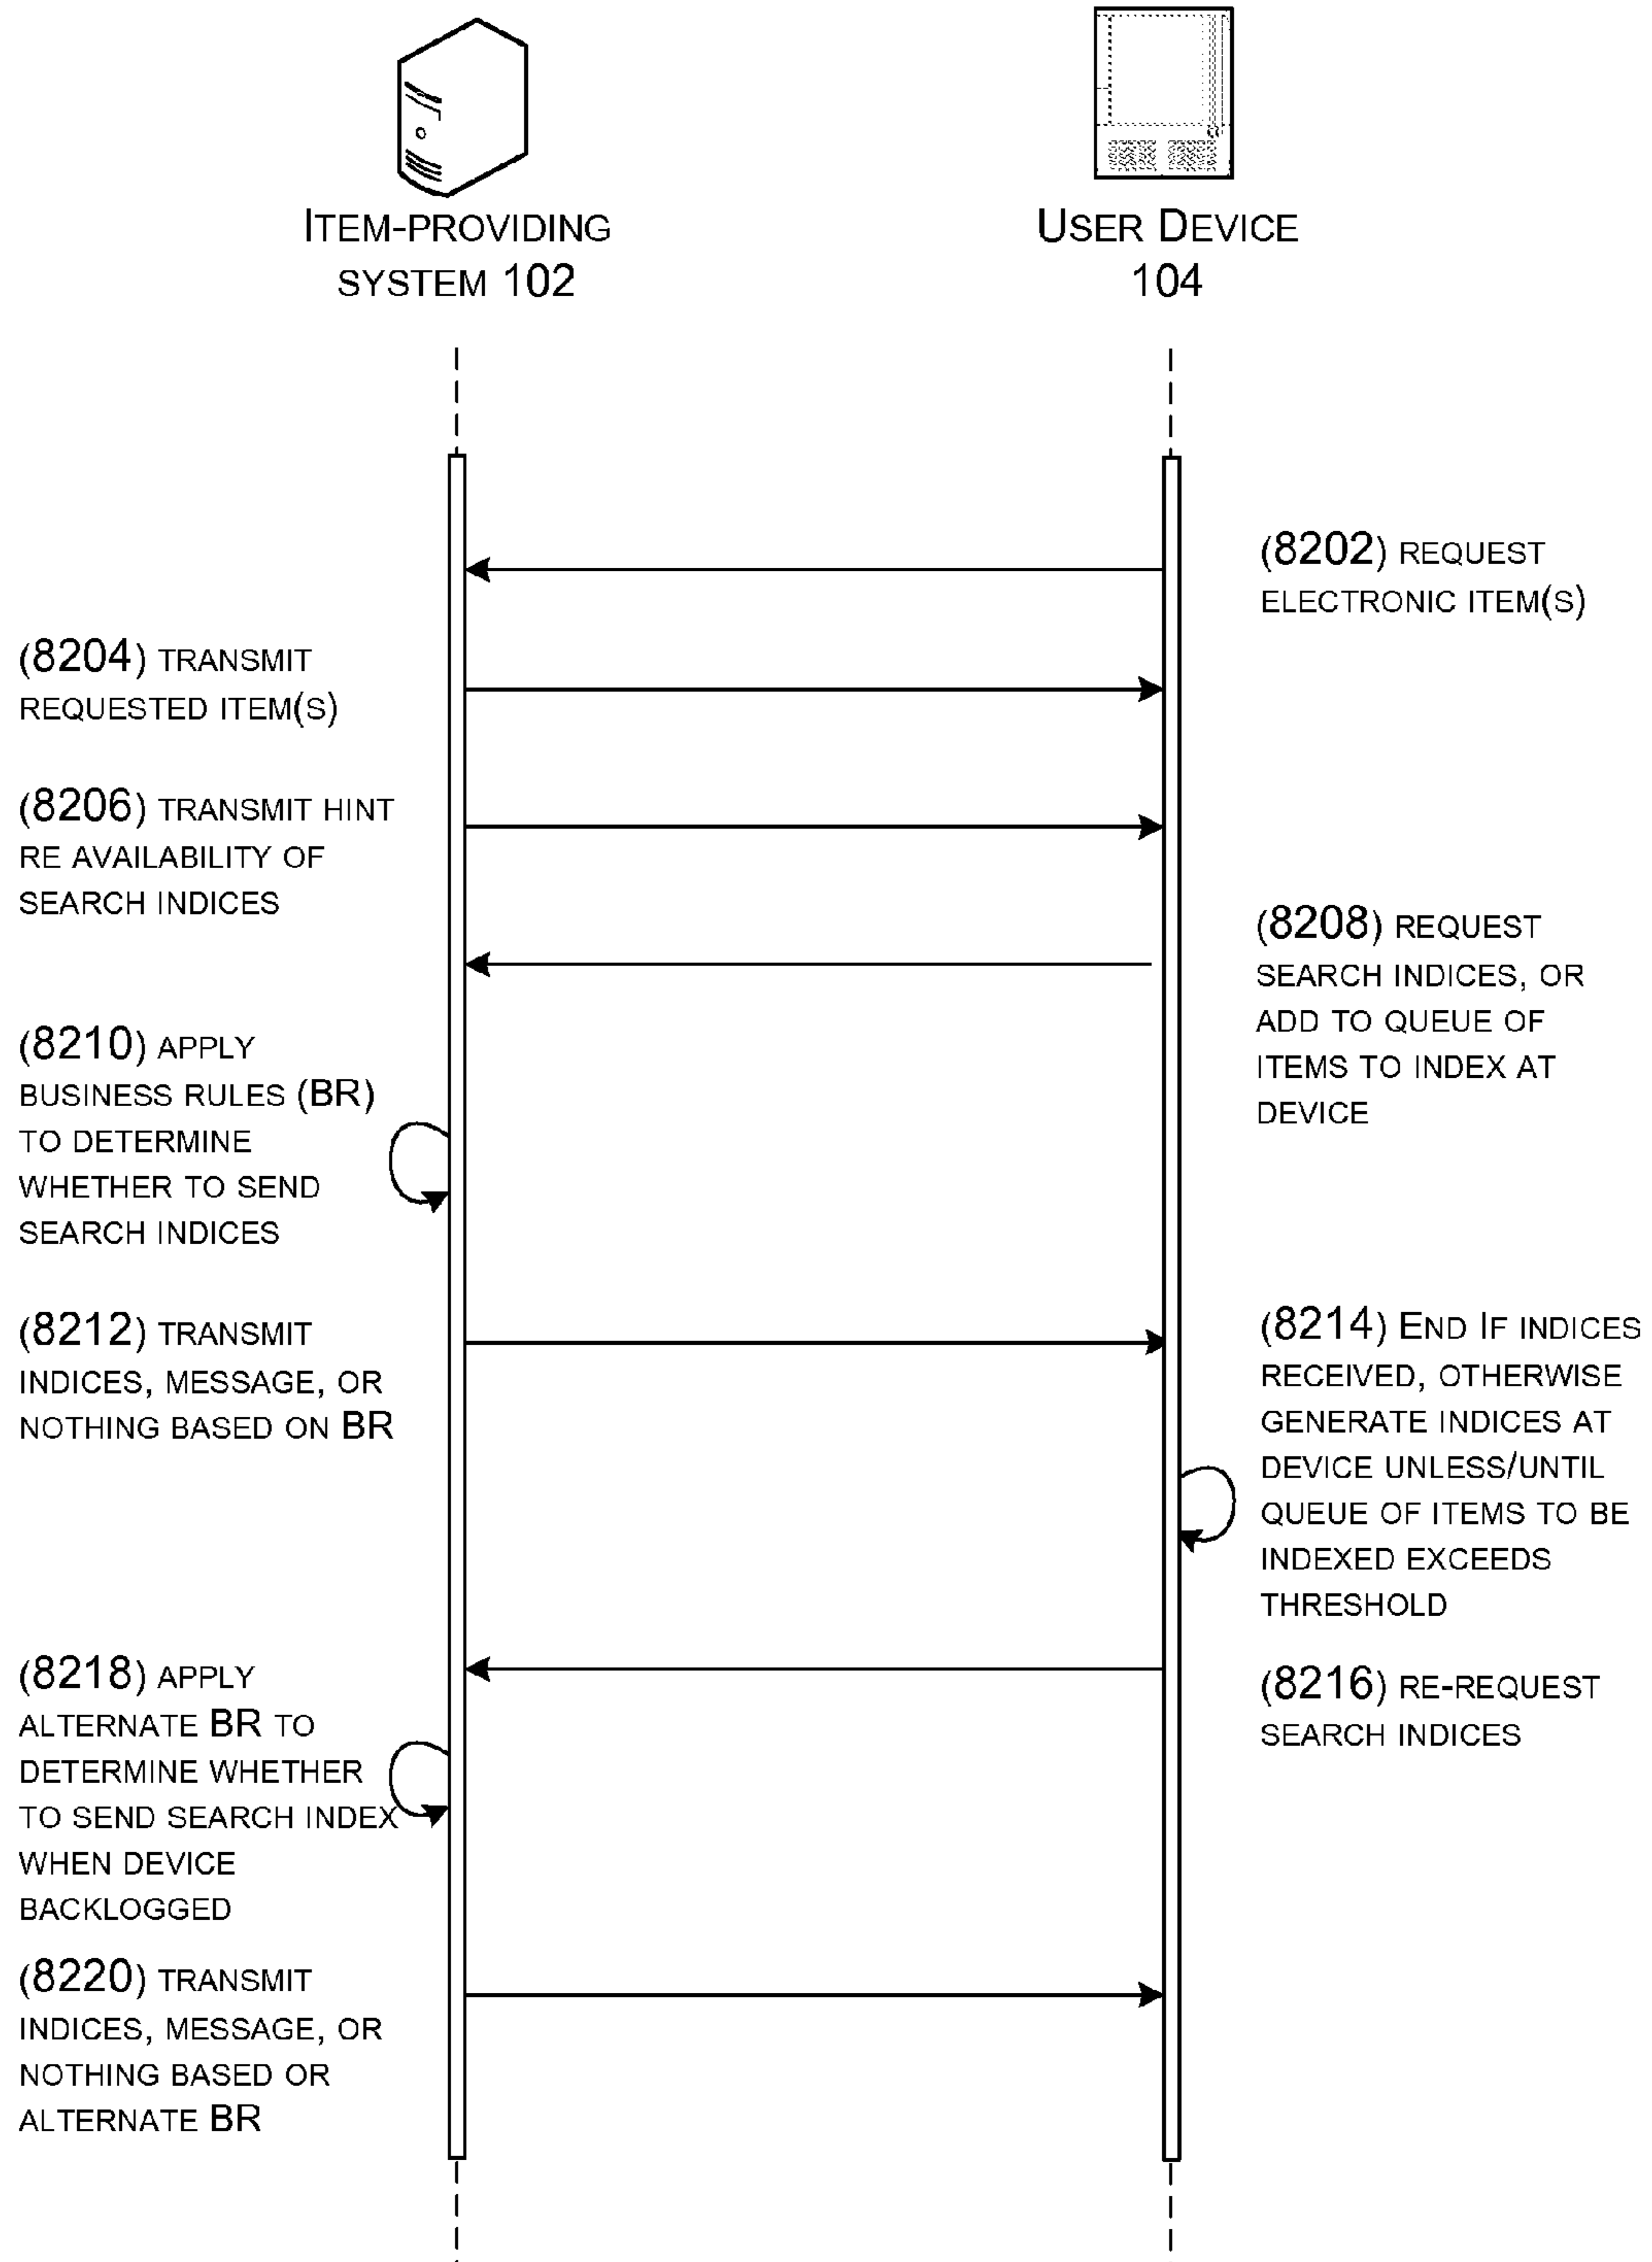 ITEM-PROVIDING
SYSTEM 102
USER DEVICE
104
(8202) REQUEST
ELECTRONIC ITEM(S)
(8204) TRANSMIT
REQUESTED ITEM(S)
(8206) TRANSMIT HINT
RE AVAILABILITY OF
SEARCH INDICES
(8208) REQUEST
SEARCH INDICES, OR
ADD TO QUEUE OF
ITEMS TO INDEX AT
DEVICE
(8210) APPLY
BUSINESS RULES (BR)
TO DETERMINE
WHETHER TO SEND
SEARCH INDICES
(8212) TRANSMIT
INDICES, MESSAGE, OR
NOTHING BASED ON BR
(8214) END IF INDICES
RECEIVED, OTHERWISE
GENERATE INDICES AT
DEVICE UNLESS/UNTIL
QUEUE OF ITEMS TO BE
INDEXED EXCEEDS
THRESHOLD
(8216) RE-REQUEST
SEARCH INDICES
(8218) APPLY
ALTERNATE BR TO
DETERMINE WHETHER
TO SEND SEARCH INDEX
WHEN DEVICE
BACKLOGGED
(8220) TRANSMIT
INDICES, MESSAGE, OR
NOTHING BASED OR
ALTERNATE BR